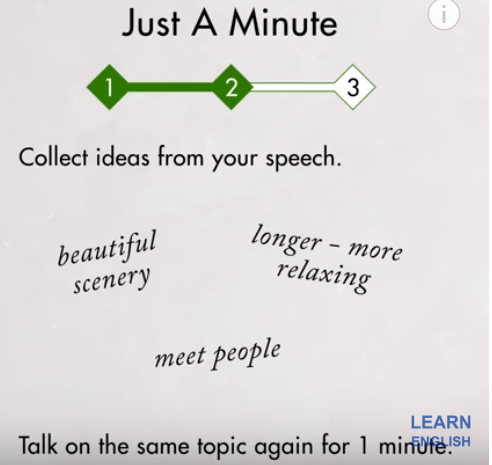 Just A Minute
i
1 2 3
Collect ideas from your speech.
beautiful
scenery
longer – more
relaxing
meet people
LEARN
ENGLISH
Talk on the same topic again for 1 minute.